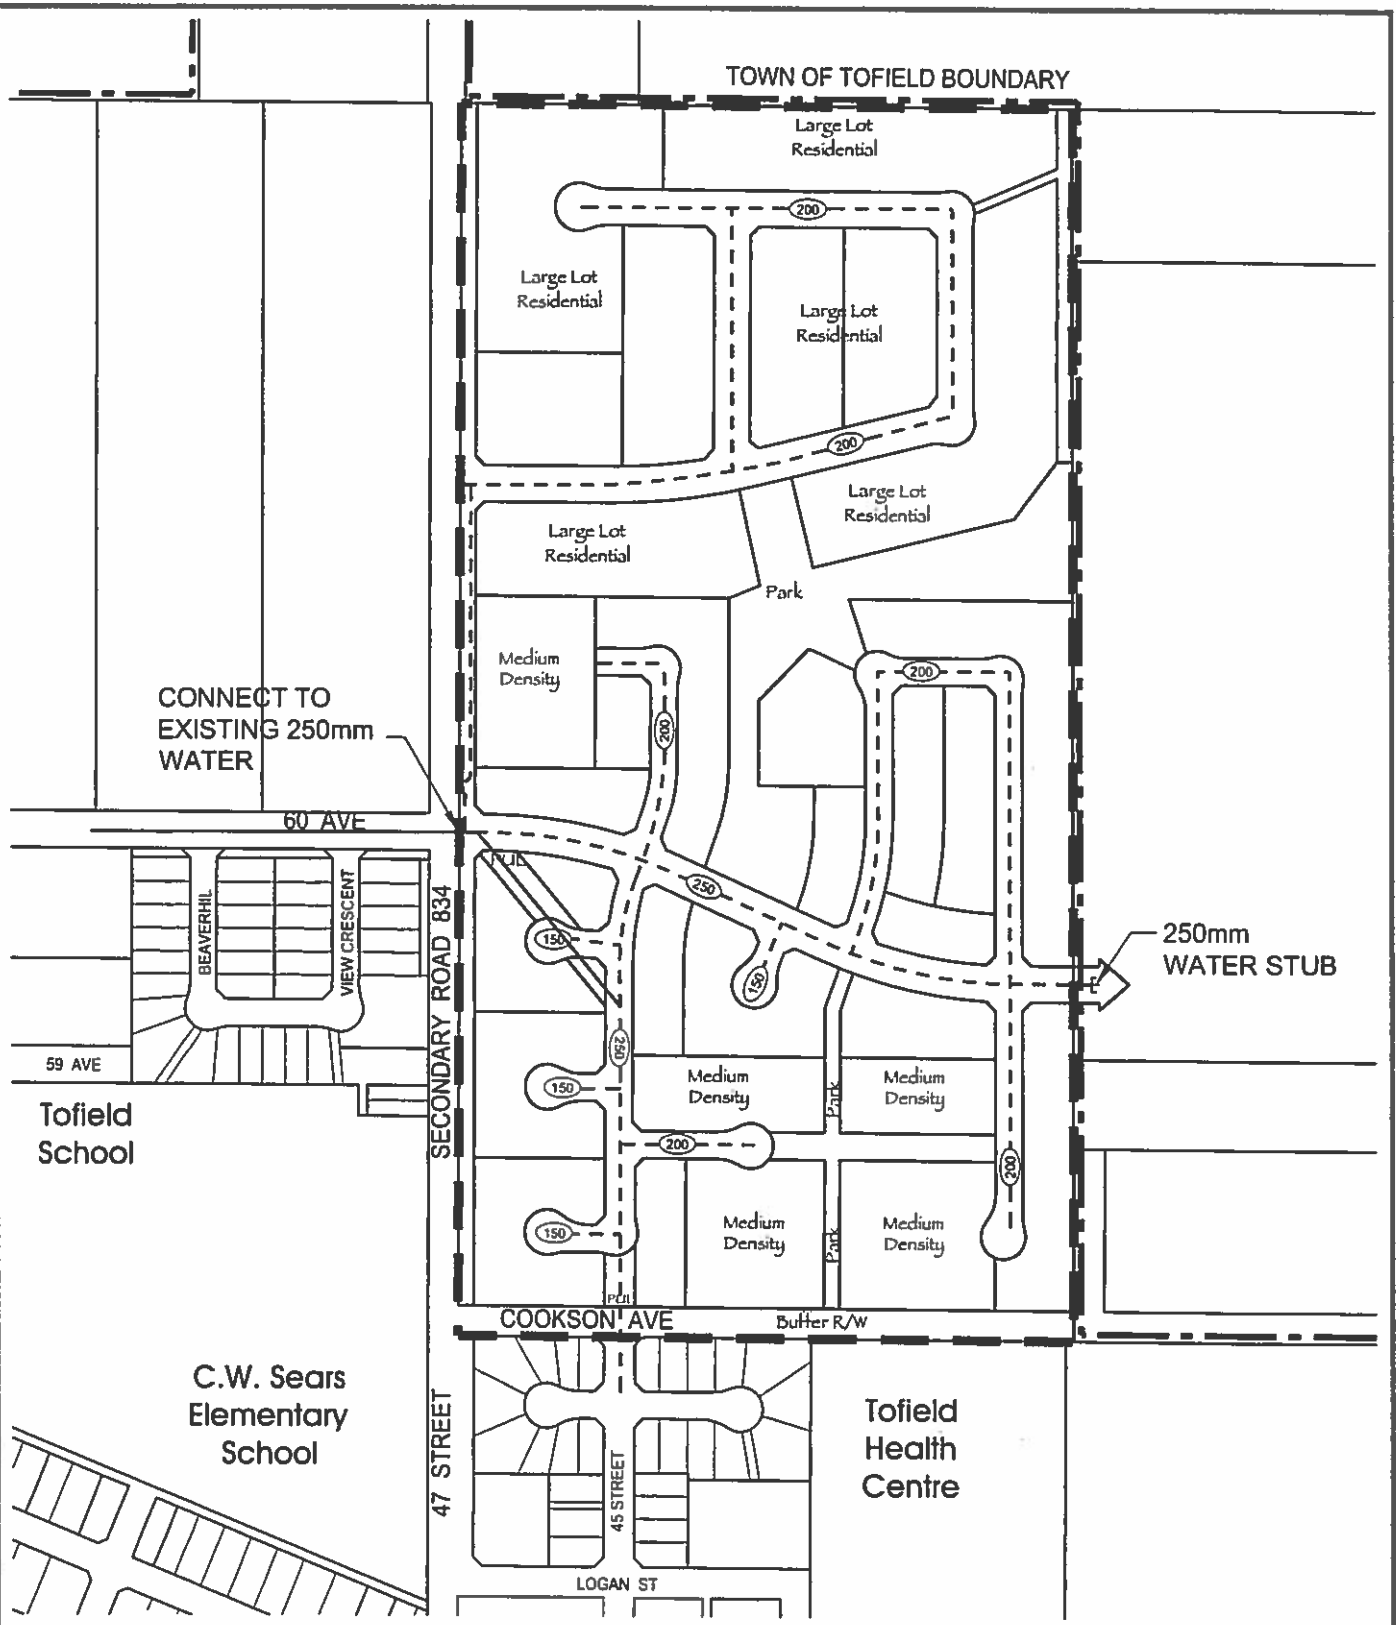 TOWN OF TOFIELD BOUNDARY
Large Lot
Residential
200
Large Lot
Residential
Large Lot
Residential
200
Large Lot
Residential
Large Lot
Residential
Park
Medium
Density
200
200
CONNECT TO
EXISTING 250mm
WATER
60 AVE
PUL
250
BEAVERHIL
VIEW CRESCENT
SECONDARY ROAD 834
150
150
250mm
WATER STUB
59 AVE
250
Medium
Density
Medium
Density
Park
150
Tofield
School
200
200
150
Medium
Density
Park
Medium
Density
PUL
COOKSON AVE
Buffer R/W
C.W. Sears
Elementary
School
47 STREET
45 STREET
Tofield
Health
Centre
LOGAN ST